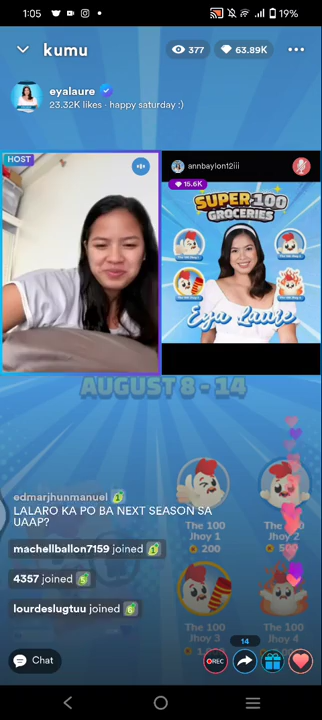 1:05
19%
kumu
377
63.89K
eyalaure
23.32K likes · happy saturday :)
HOST
annbaylon12iii
15.6K
SUPER 100
GROCERIES
Eya Laure
AUGUST 8 - 14
edmarjhunmanuel
LALARO KA PO BA NEXT SEASON SA
UAAP?
The 100
Jhoy 1
200
The 100
Jhoy 2
machellballon7159 joined
4357 joined
lourdeslugtuu joined
The 100
Jhoy 3
The 100
Jhoy 4
14
Chat
REC